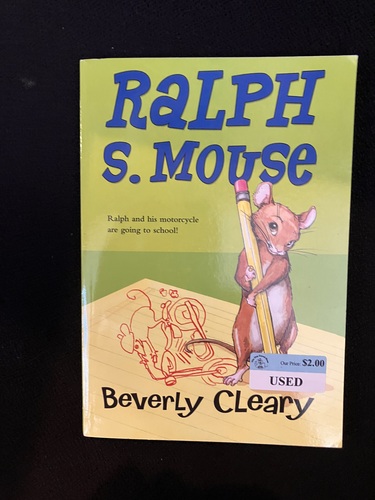 RaLPH
S. MOUSe
Ralph and his motorcycle
are going to school!
Our Price: $2.00
USED
BeverLy CLeary